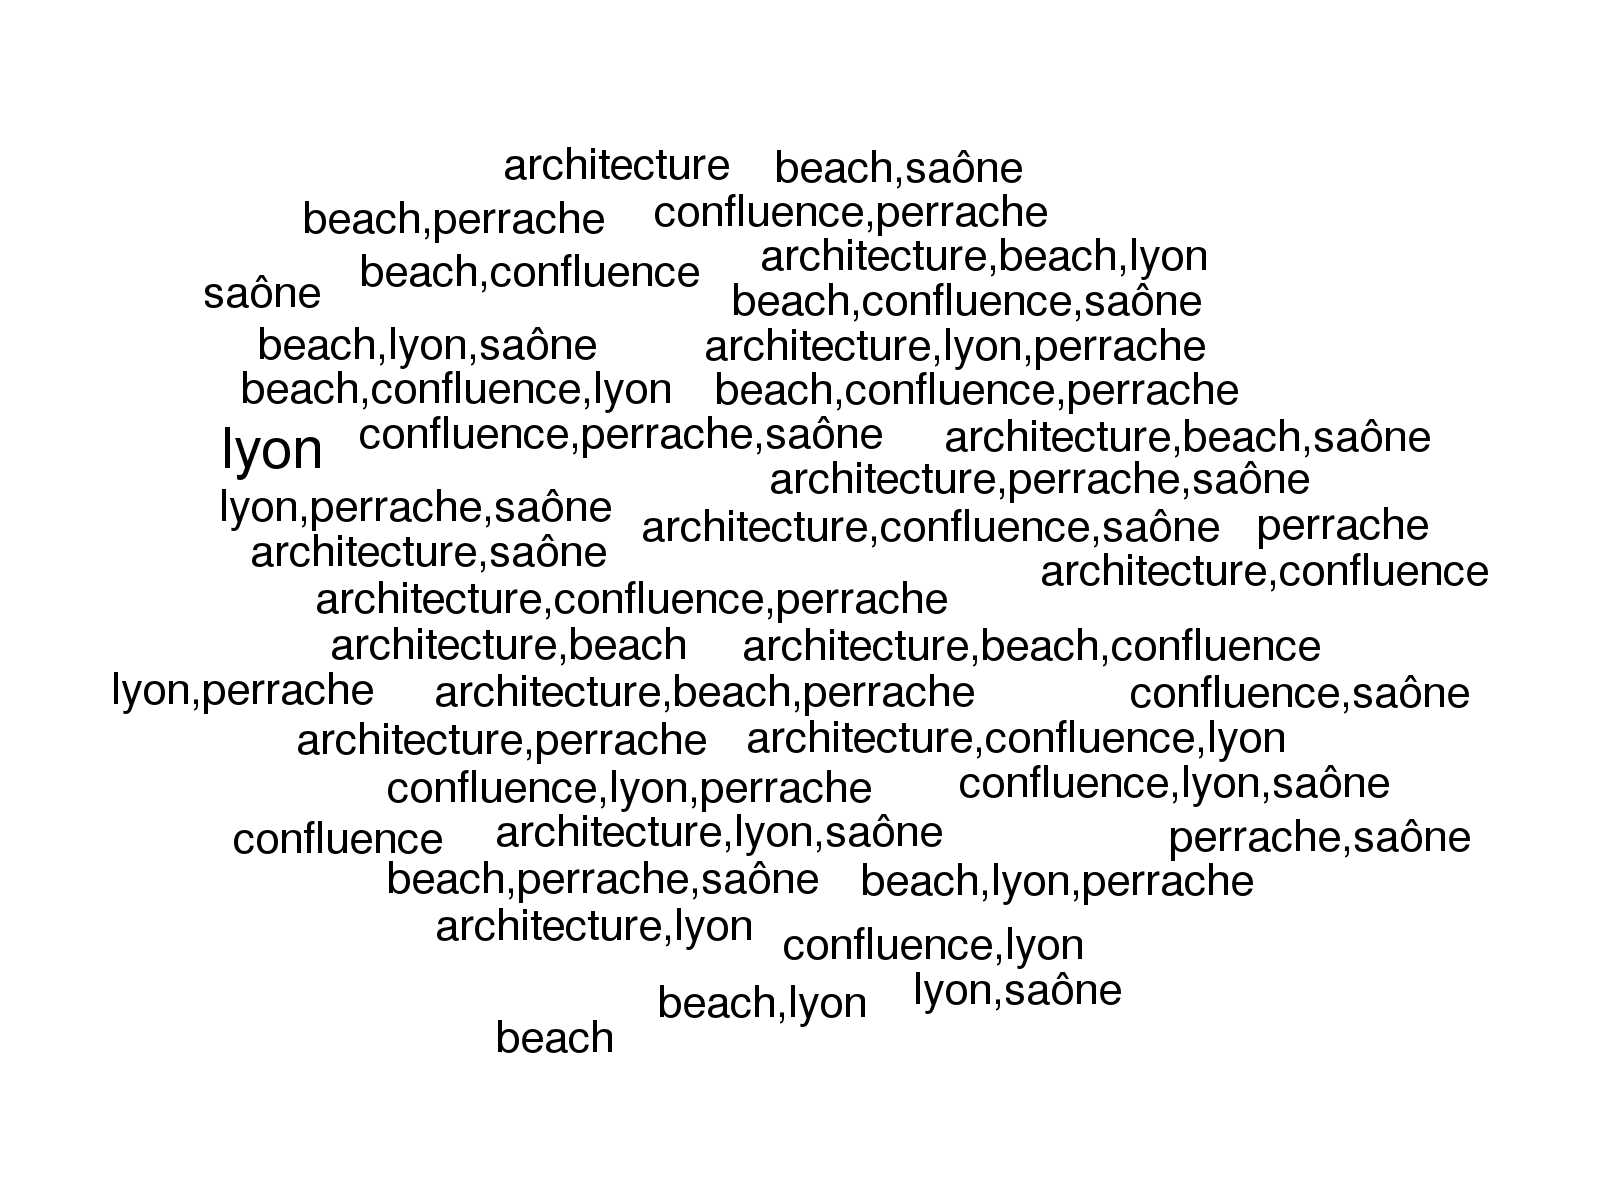 architecture
beach,saône
beach,perrache
confluence,perrache
architecture,beach,lyon
beach,confluence
saône
beach,confluence,saône
beach,lyon,saône
architecture,lyon,perrache
beach,confluence,lyon
beach,confluence,perrache
lyon
confluence,perrache,saône
architecture,beach,saône
architecture,perrache,saône
lyon,perrache,saône
architecture,confluence,saône
perrache
architecture,saône
architecture,confluence
architecture,confluence,perrache
architecture,beach
architecture,beach,confluence
lyon,perrache
architecture,beach,perrache
confluence,saône
architecture,perrache
architecture,confluence,lyon
confluence,lyon,perrache
confluence,lyon,saône
confluence
architecture,lyon,saône
perrache,saône
beach,perrache,saône
beach,lyon,perrache
architecture,lyon
confluence,lyon
beach,lyon
lyon,saône
beach